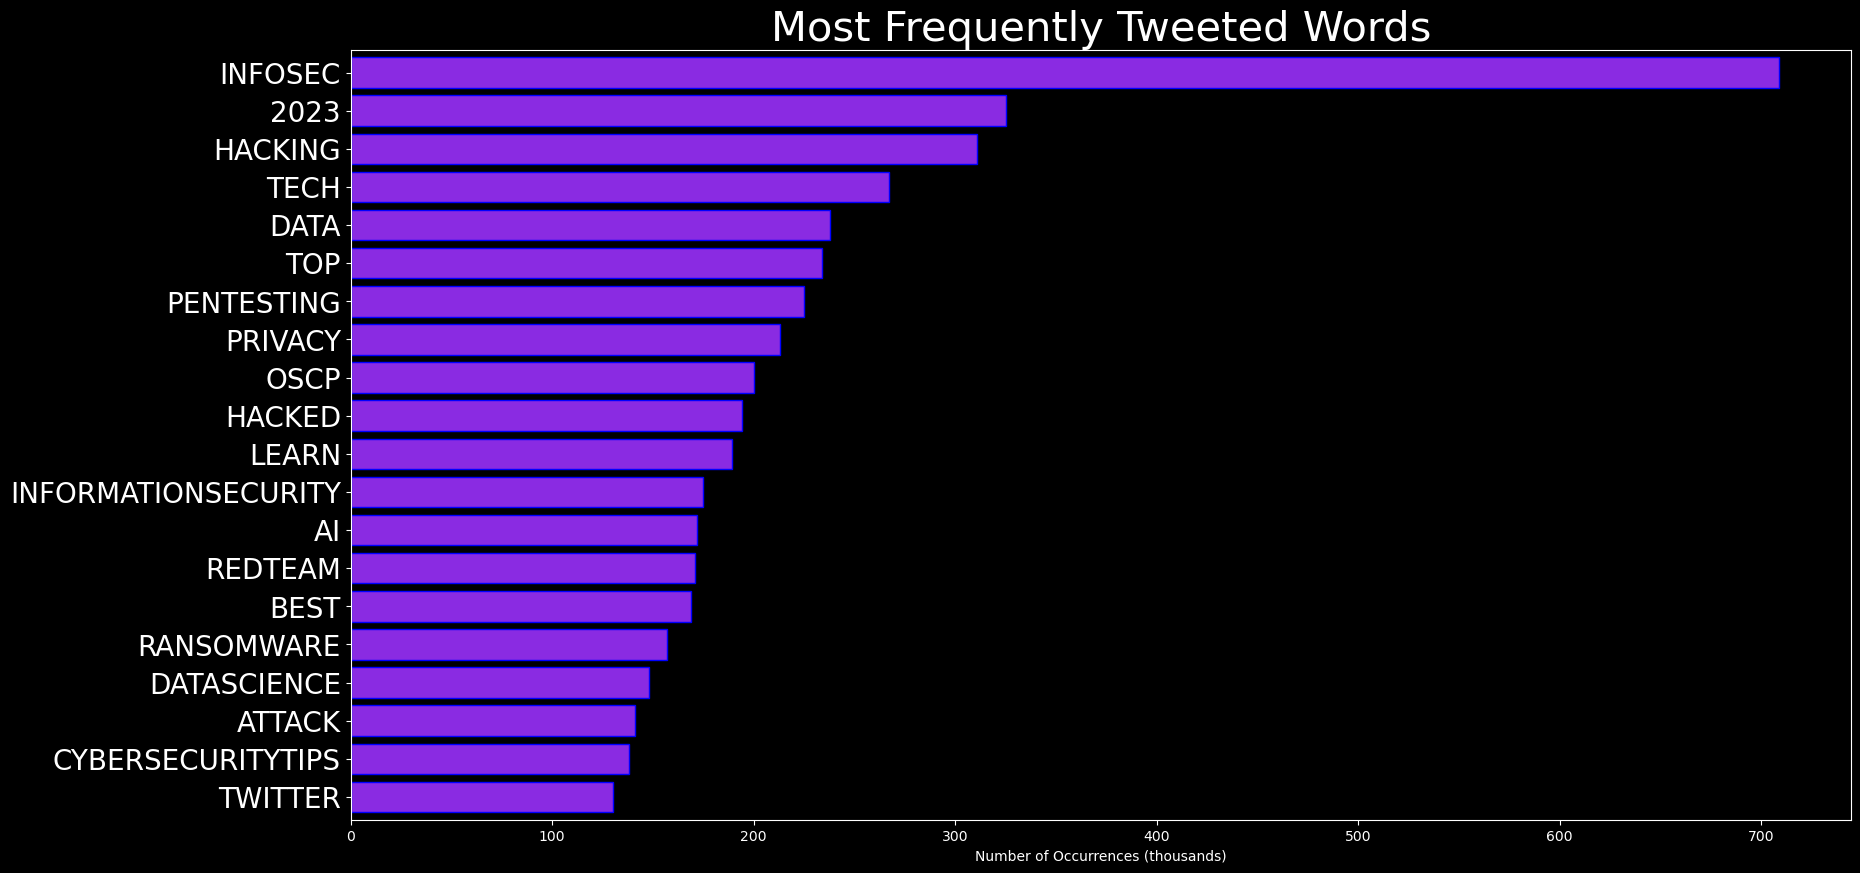 Most Frequently Tweeted Words
INFOSEC
2023
HACKING
TECH
DATA
TOP
PENTESTING
PRIVACY
OSCP
HACKED
LEARN
INFORMATIONSECURITY
AI
REDTEAM
BEST
RANSOMWARE
DATASCIENCE
ATTACK
CYBERSECURITYTIPS
TWITTER
0 100 200 300 400 500 600 700
Number of Occurrences (thousands)